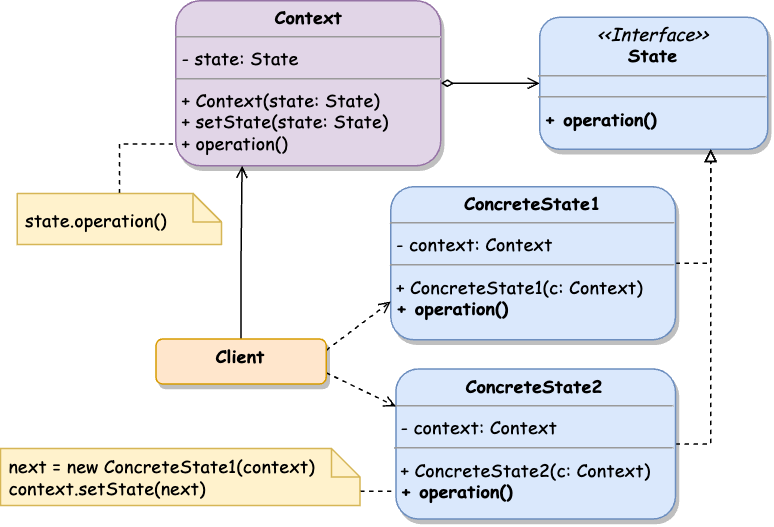 Context
- state: State
+ Context(state: State)
+ setState(state: State)
+ operation()
<<Interface>>
State
+ operation()
state.operation()
ConcreteState1
- context: Context
+ ConcreteState1(c: Context)
+ operation()
Client
ConcreteState2
- context: Context
+ ConcreteState2(c: Context)
+ operation()
next = new ConcreteState1(context)
context.setState(next)